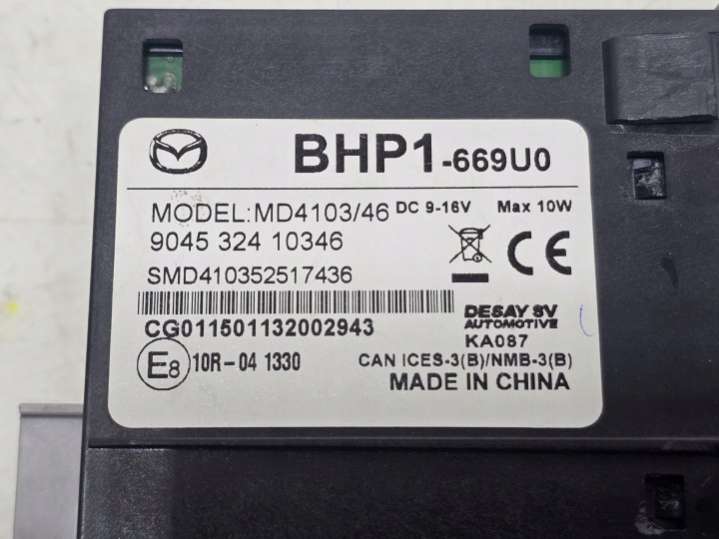 BHP1-669U0
MODEL:MD4103/46 DC 9-16V Max 10W
9045 324 10346
SMD410352517436
CG011501132002943
DESAY SV
AUTOMOTIVE
KA087
E8 10R-04 1330
CAN ICES-3(B)/NMB-3(B)
MADE IN CHINA